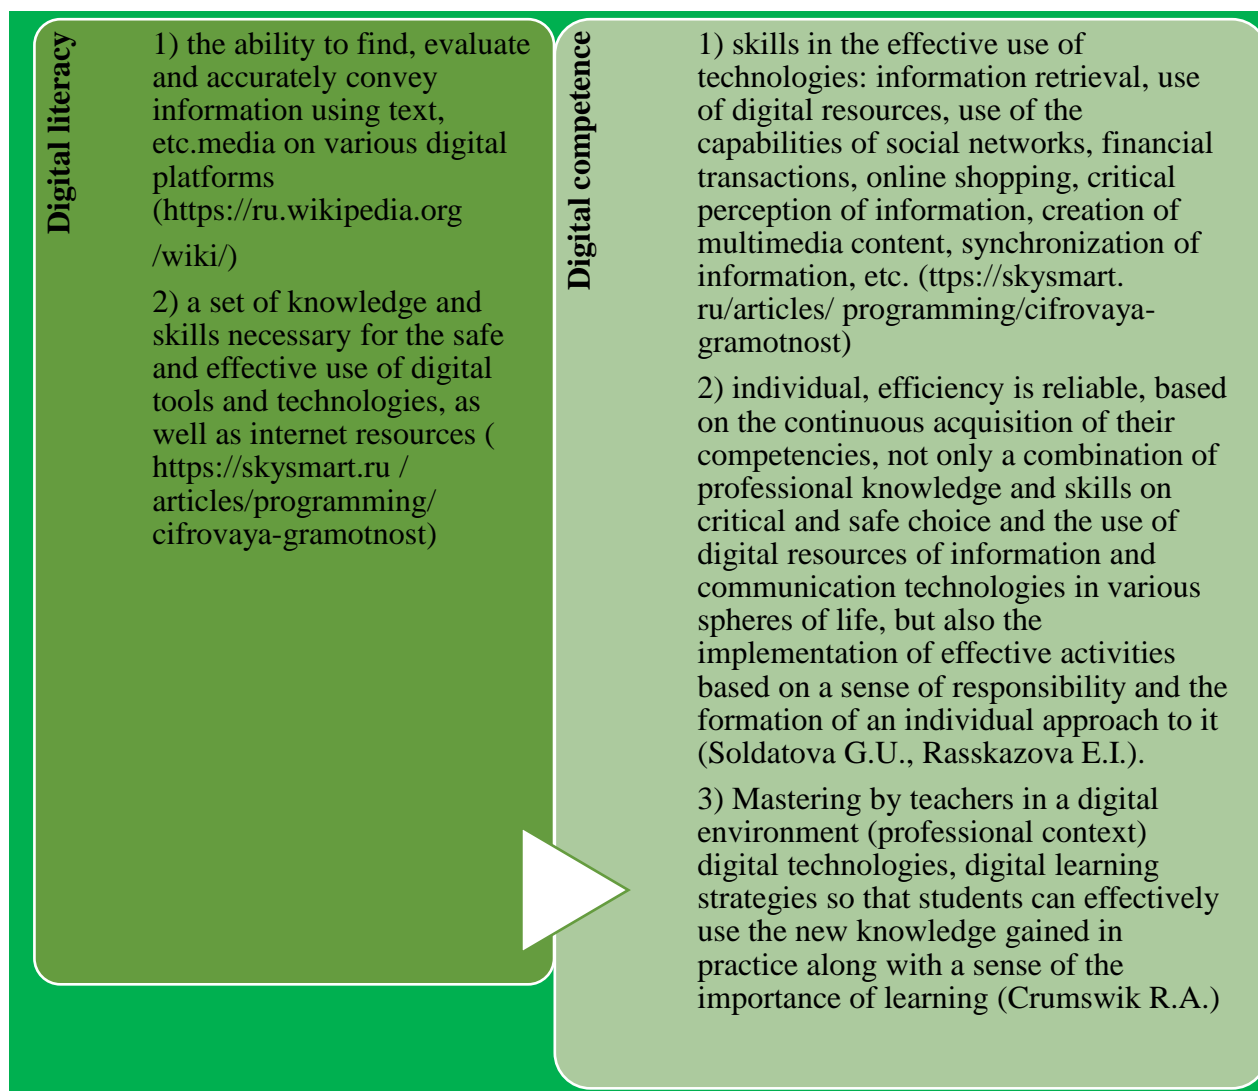 Digital literacy
1) the ability to find, evaluate
and accurately convey
information using text,
etc.media on various digital
platforms
(https://ru.wikipedia.org
/wiki/)
2) a set of knowledge and
skills necessary for the safe
and effective use of digital
tools and technologies, as
well as internet resources (
https://skysmart.ru /
articles/programming/
cifrovaya-gramotnost)
Digital competence
1) skills in the effective use of
technologies: information retrieval, use
of digital resources, use of the
capabilities of social networks, financial
transactions, online shopping, critical
perception of information, creation of
multimedia content, synchronization of
information, etc. (ttps://skysmart.
ru/articles/ programming/cifrovaya-
gramotnost)
2) individual, efficiency is reliable, based
on the continuous acquisition of their
competencies, not only a combination of
professional knowledge and skills on
critical and safe choice and the use of
digital resources of information and
communication technologies in various
spheres of life, but also the
implementation of effective activities
based on a sense of responsibility and the
formation of an individual approach to it
(Soldatova G.U., Rasskazova E.I.).
3) Mastering by teachers in a digital
environment (professional context)
digital technologies, digital learning
strategies so that students can effectively
use the new knowledge gained in
practice along with a sense of the
importance of learning (Crumswik R.A.)